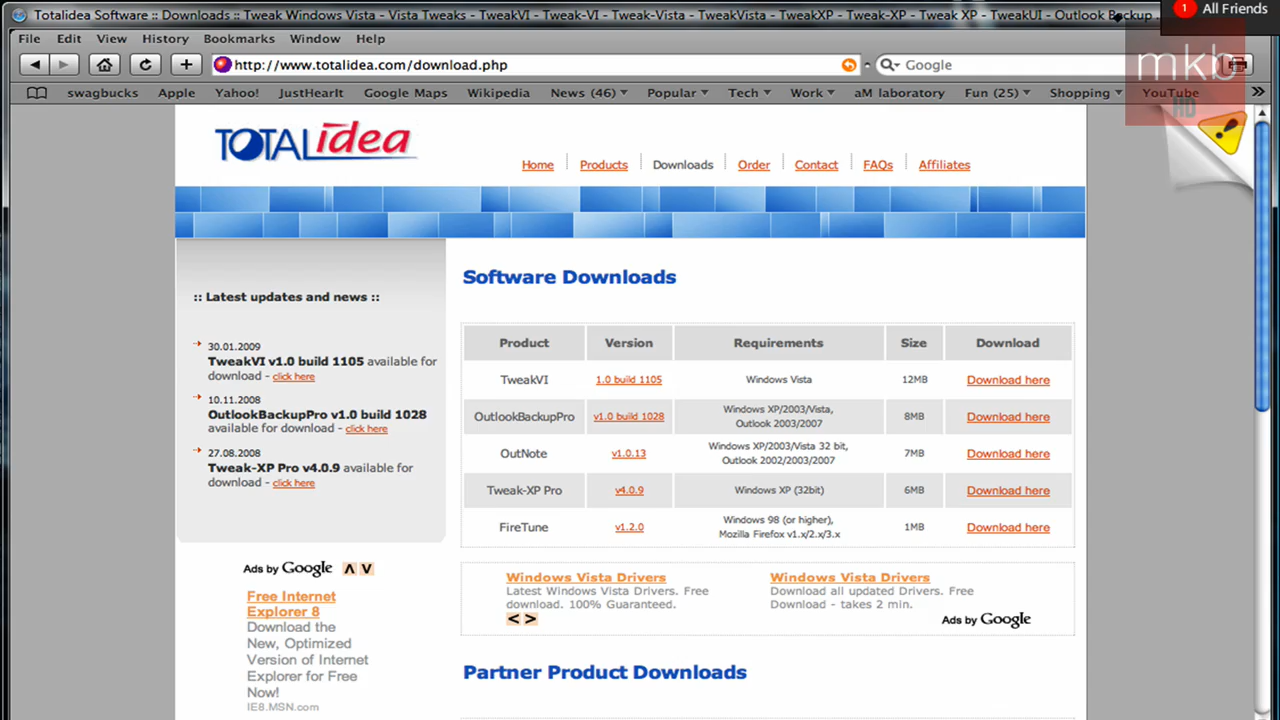 Totalidea Software :: Downloads :: Tweak Windows Vista - Vista Tweaks - TweakVI - Tweak-VI - Tweak-Vista - TweakVista - TweakXP - Tweak-XP - Tweak XP - TweakUI - Outlook Backup ...
1 All Friends
File Edit View History Bookmarks Window Help
mkb
HD
http://www.totalidea.com/download.php
Google
swagbucks Apple Yahoo! JustHearIt Google Maps Wikipedia News (46) Popular Tech Work aM laboratory Fun (25) Shopping YouTube
TOTALidea
Home Products Downloads Order Contact FAQs Affiliates
:: Latest updates and news ::
30.01.2009
TweakVI v1.0 build 1105 available for
download - click here
10.11.2008
OutlookBackupPro v1.0 build 1028
available for download - click here
27.08.2008
Tweak-XP Pro v4.0.9 available for
download - click here
Ads by Google
Free Internet
Explorer 8
Download the
New, Optimized
Version of Internet
Explorer for Free
Now!
IE8.MSN.com
Software Downloads
Product Version Requirements Size Download
TweakVI 1.0 build 1105 Windows Vista 12MB Download here
OutlookBackupPro v1.0 build 1028 Windows XP/2003/Vista, 8MB Download here
Outlook 2003/2007
OutNote v1.0.13 Windows XP/2003/Vista 32 bit, 7MB Download here
Outlook 2002/2003/2007
Tweak-XP Pro v4.0.9 Windows XP (32bit) 6MB Download here
FireTune v1.2.0 Windows 98 (or higher), 1MB Download here
Mozilla Firefox v1.x/2.x/3.x
Windows Vista Drivers
Latest Windows Vista Drivers. Free
download. 100% Guaranteed.
Windows Vista Drivers
Download all updated Drivers. Free
Download - takes 2 min.
Ads by Google
Partner Product Downloads